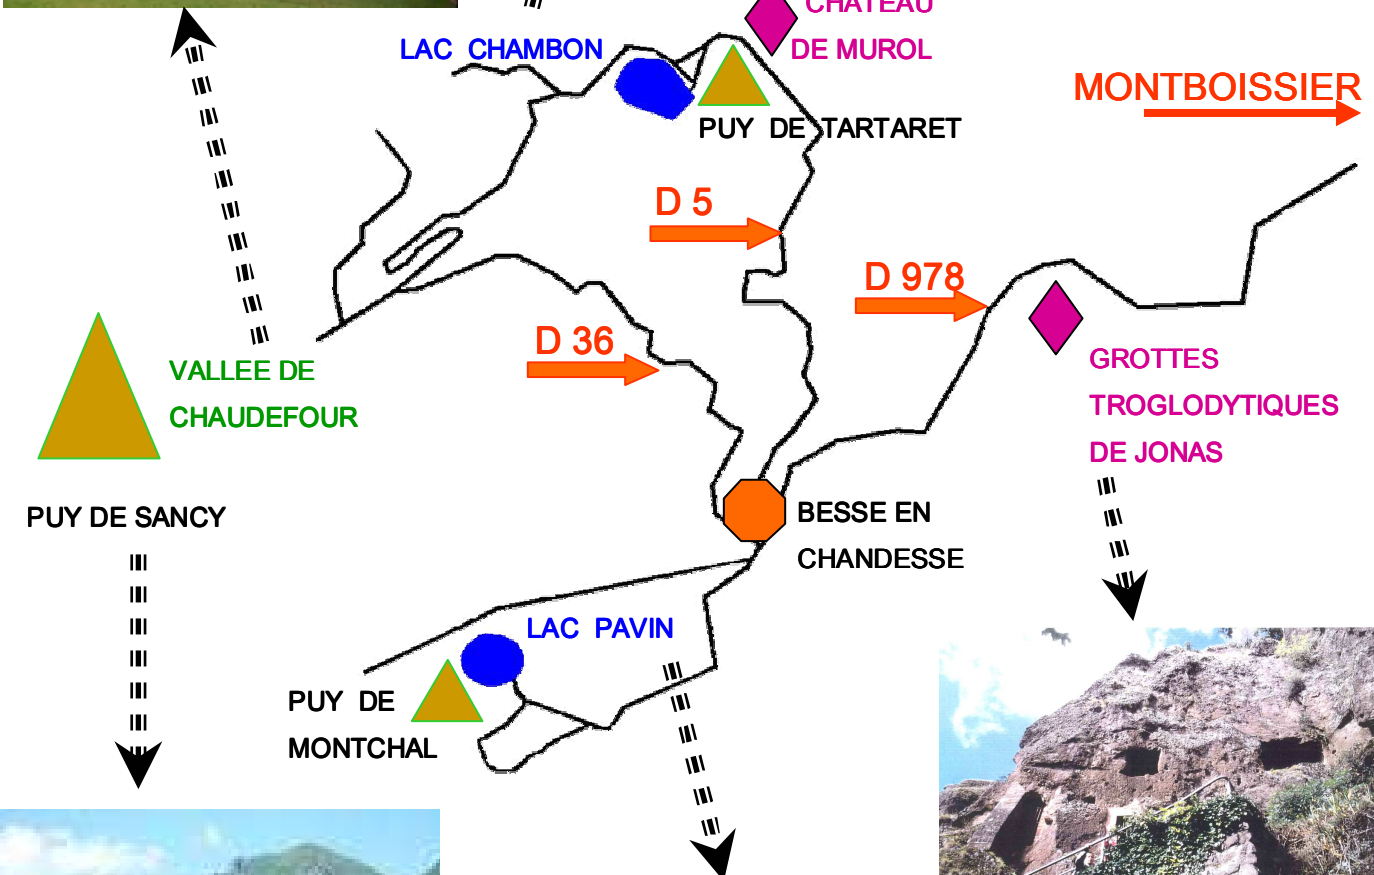 CHATEAU
DE MUROL
LAC CHAMBON
MONTBOISSIER
PUY DE TARTARET
D 5
D 978
D 36
GROTTES
TROGLODYTIQUES
DE JONAS
VALLEE DE
CHAUDEFOUR
PUY DE SANCY
BESSE EN
CHANDESSE
LAC PAVIN
PUY DE
MONTCHAL